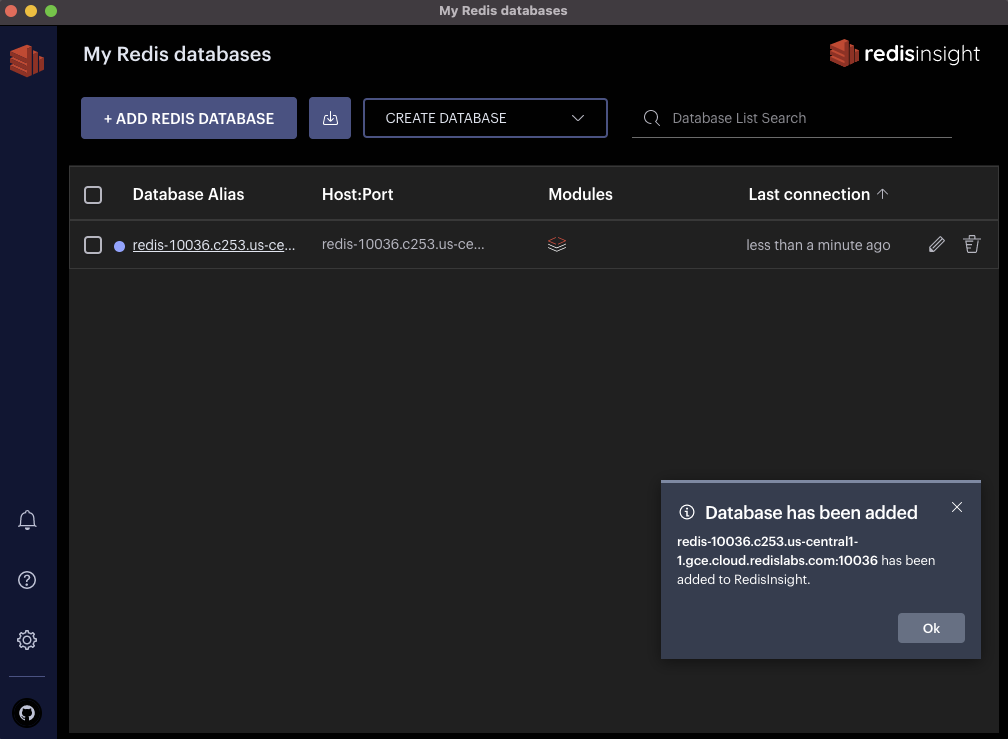 My Redis databases
My Redis databases
redisinsight
+ ADD REDIS DATABASE
CREATE DATABASE
Database List Search
Database Alias
Host:Port
Modules
Last connection
redis-10036.c253.us-ce...
redis-10036.c253.us-ce...
less than a minute ago
Database has been added
redis-10036.c253.us-central1-
1.gce.cloud.redislabs.com:10036 has been
added to RedisInsight.
Ok